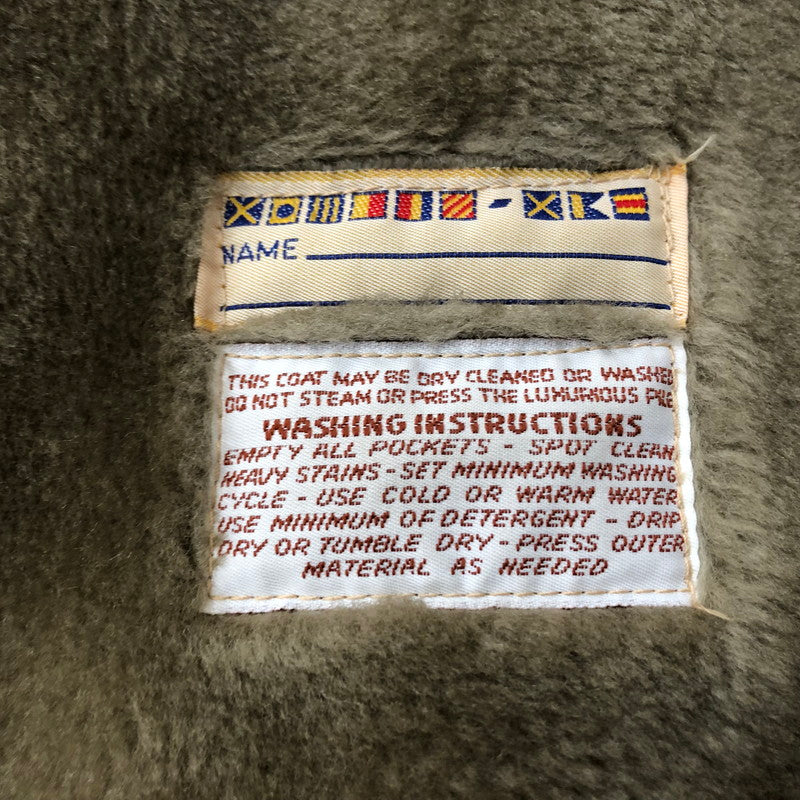 NAME
THIS COAT MAY BE DRY CLEANED OR WASHED
DO NOT STEAM OR PRESS THE LUXURIOUS PILE
WASHING INSTRUCTIONS
EMPTY ALL POCKETS - SPOT CLEAN
HEAVY STAINS - SET MINIMUM WASHING
CYCLE - USE COLD OR WARM WATER
USE MINIMUM OF DETERGENT - DRIP
DRY OR TUMBLE DRY - PRESS OUTER
MATERIAL AS NEEDED